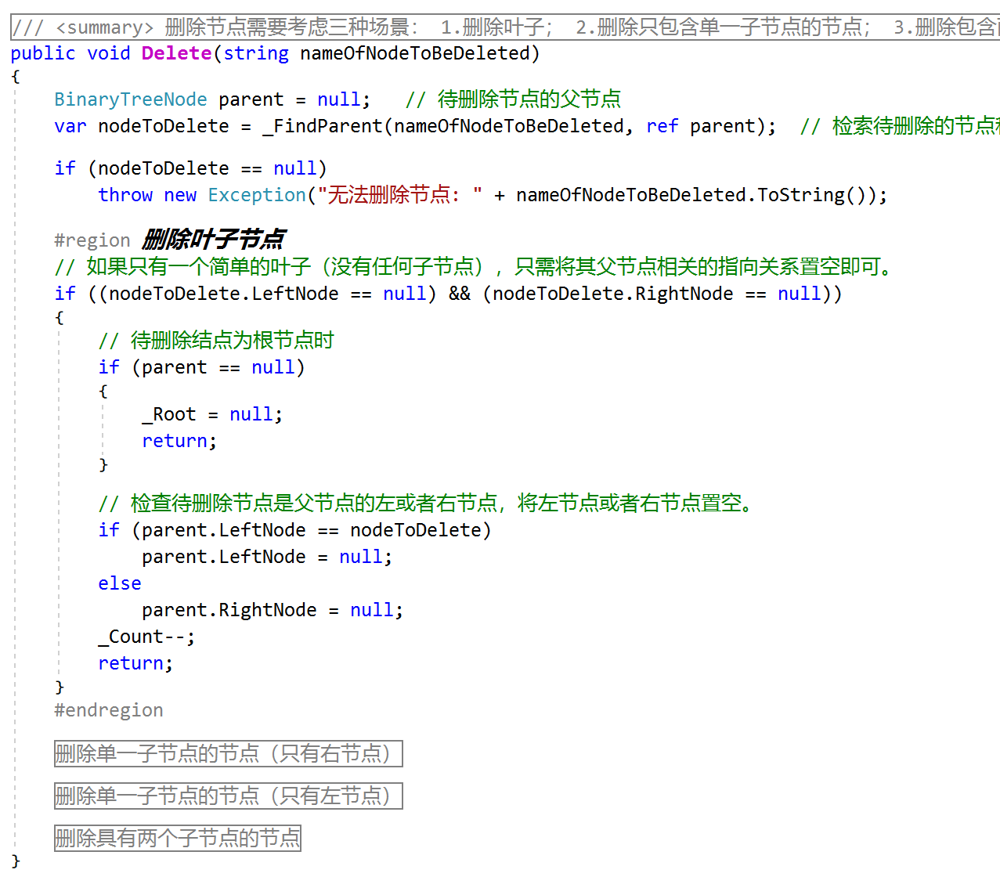 /// <summary> 删除节点需要考虑三种场景： 1.删除叶子； 2.删除只包含单一子节点的节点； 3.删除包含
public void Delete(string nameOfNodeToBeDeleted)
{
BinaryTreeNode parent = null;   // 待删除节点的父节点
var nodeToDelete = _FindParent(nameOfNodeToBeDeleted, ref parent);  // 检索待删除的节点
if (nodeToDelete == null)
throw new Exception("无法删除节点：" + nameOfNodeToBeDeleted.ToString());
#region 删除叶子节点
// 如果只有一个简单的叶子（没有任何子节点），只需将其父节点相关的指向关系置空即可。
if ((nodeToDelete.LeftNode == null) && (nodeToDelete.RightNode == null))
{
// 待删除结点为根节点时
if (parent == null)
{
_Root = null;
return;
}
// 检查待删除节点是父节点的左或者右节点，将左节点或者右节点置空。
if (parent.LeftNode == nodeToDelete)
parent.LeftNode = null;
else
parent.RightNode = null;
_Count--;
return;
}
#endregion
删除单一子节点的节点（只有右节点）
删除单一子节点的节点（只有左节点）
删除具有两个子节点的节点
}